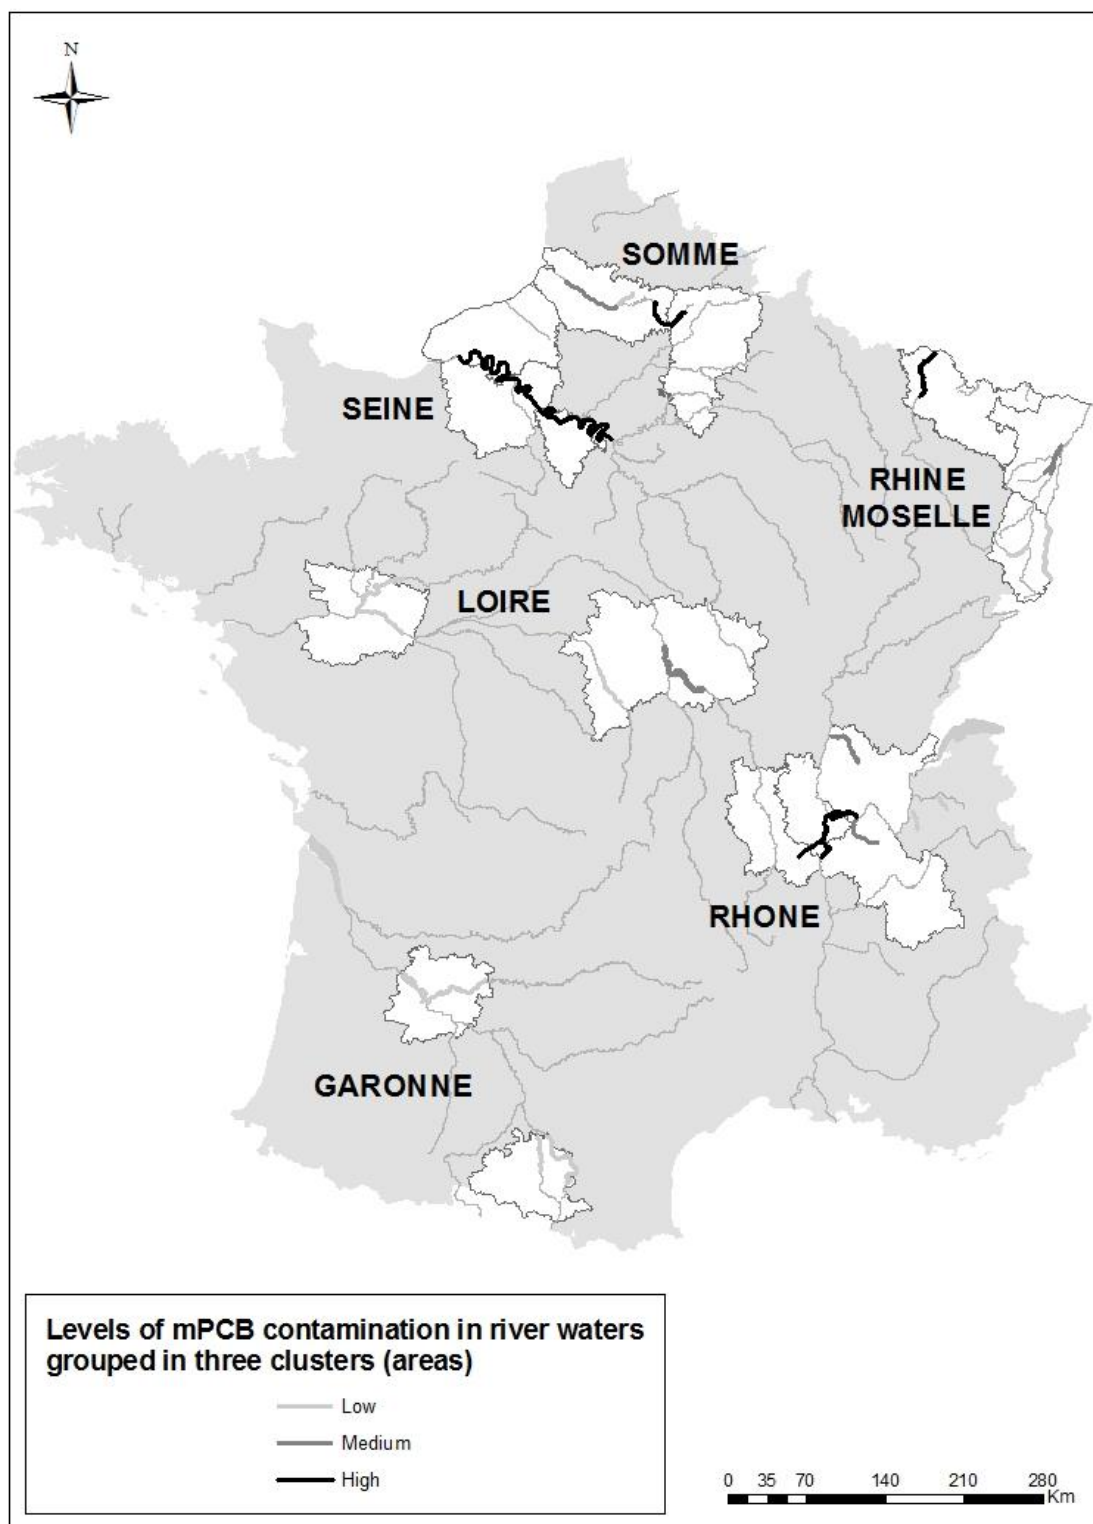 N
SOMME
SEINE
RHINE
MOSELLE
LOIRE
RHONE
GARONNE
Levels of mPCB contamination in river waters
grouped in three clusters (areas)
Low
Medium
High
0 35 70 140 210 280
Km